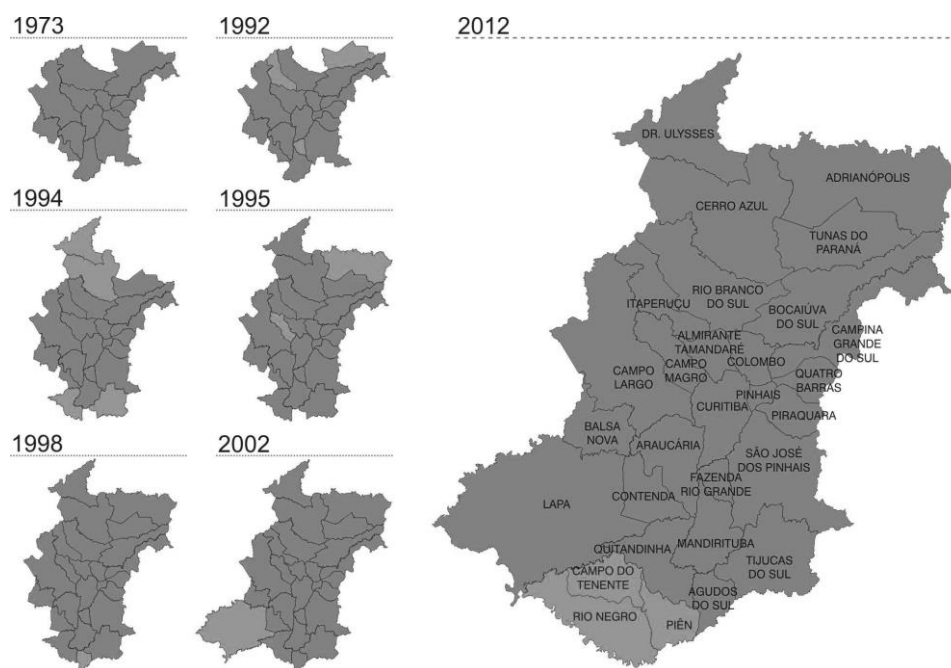 1973
1992
2012
1994
1995
1998
2002
DR. ULYSSES
ADRIANÓPOLIS
CERRO AZUL
TUNAS DO
PARANÁ
RIO BRANCO
DO SUL
ITAPERUÇU
BOCAIÚVA
DO SUL
CAMPINA
GRANDE
DO SUL
ALMIRANTE
TAMANDARÉ
COLOMBO
CAMPO
MAGRO
CAMPO
LARGO
QUATRO
BARRAS
PINHAIS
CURITIBA
PIRAQUARA
BALSA
NOVA
ARAUCÁRIA
SÃO JOSÉ
DOS PINHAIS
FAZENDA
RIO GRANDE
LAPA
CONTENDA
QUITANDINHA
MANDIRITUBA
TIJUCAS
DO SUL
CAMPO DO
TENENTE
AGUDOS
DO SUL
RIO NEGRO
PIÊN